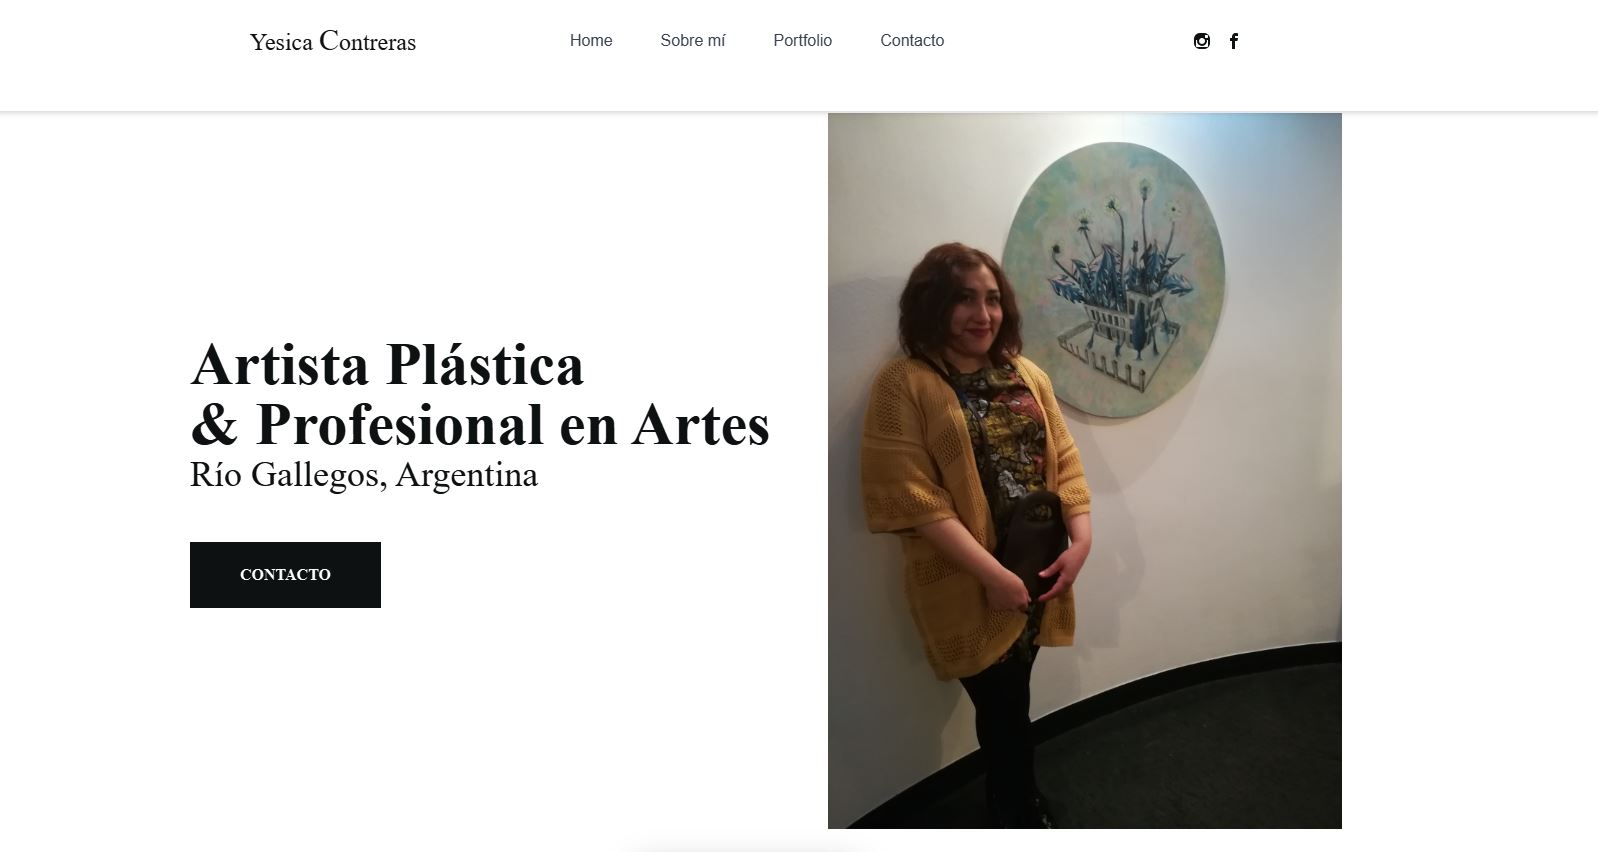 Yesica Contreras
Home Sobre mí Portfolio Contacto
Artista Plástica
& Profesional en Artes
Río Gallegos, Argentina
CONTACTO